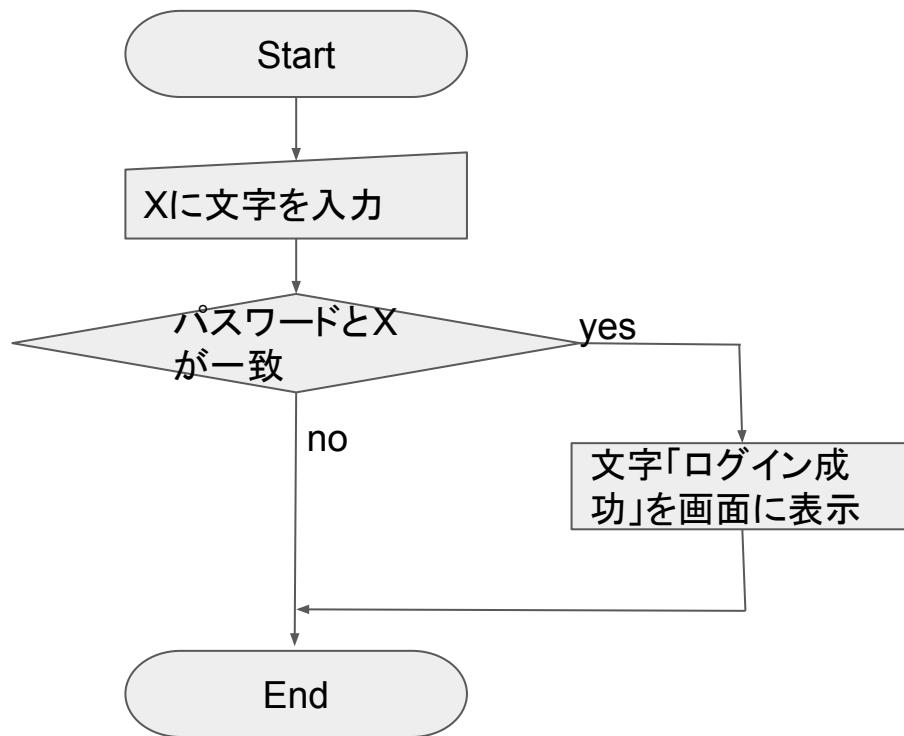 Start
Xに文字を入力
パスワードとX
が一致
yes
no
文字「ログイン成
功」を画面に表示
End